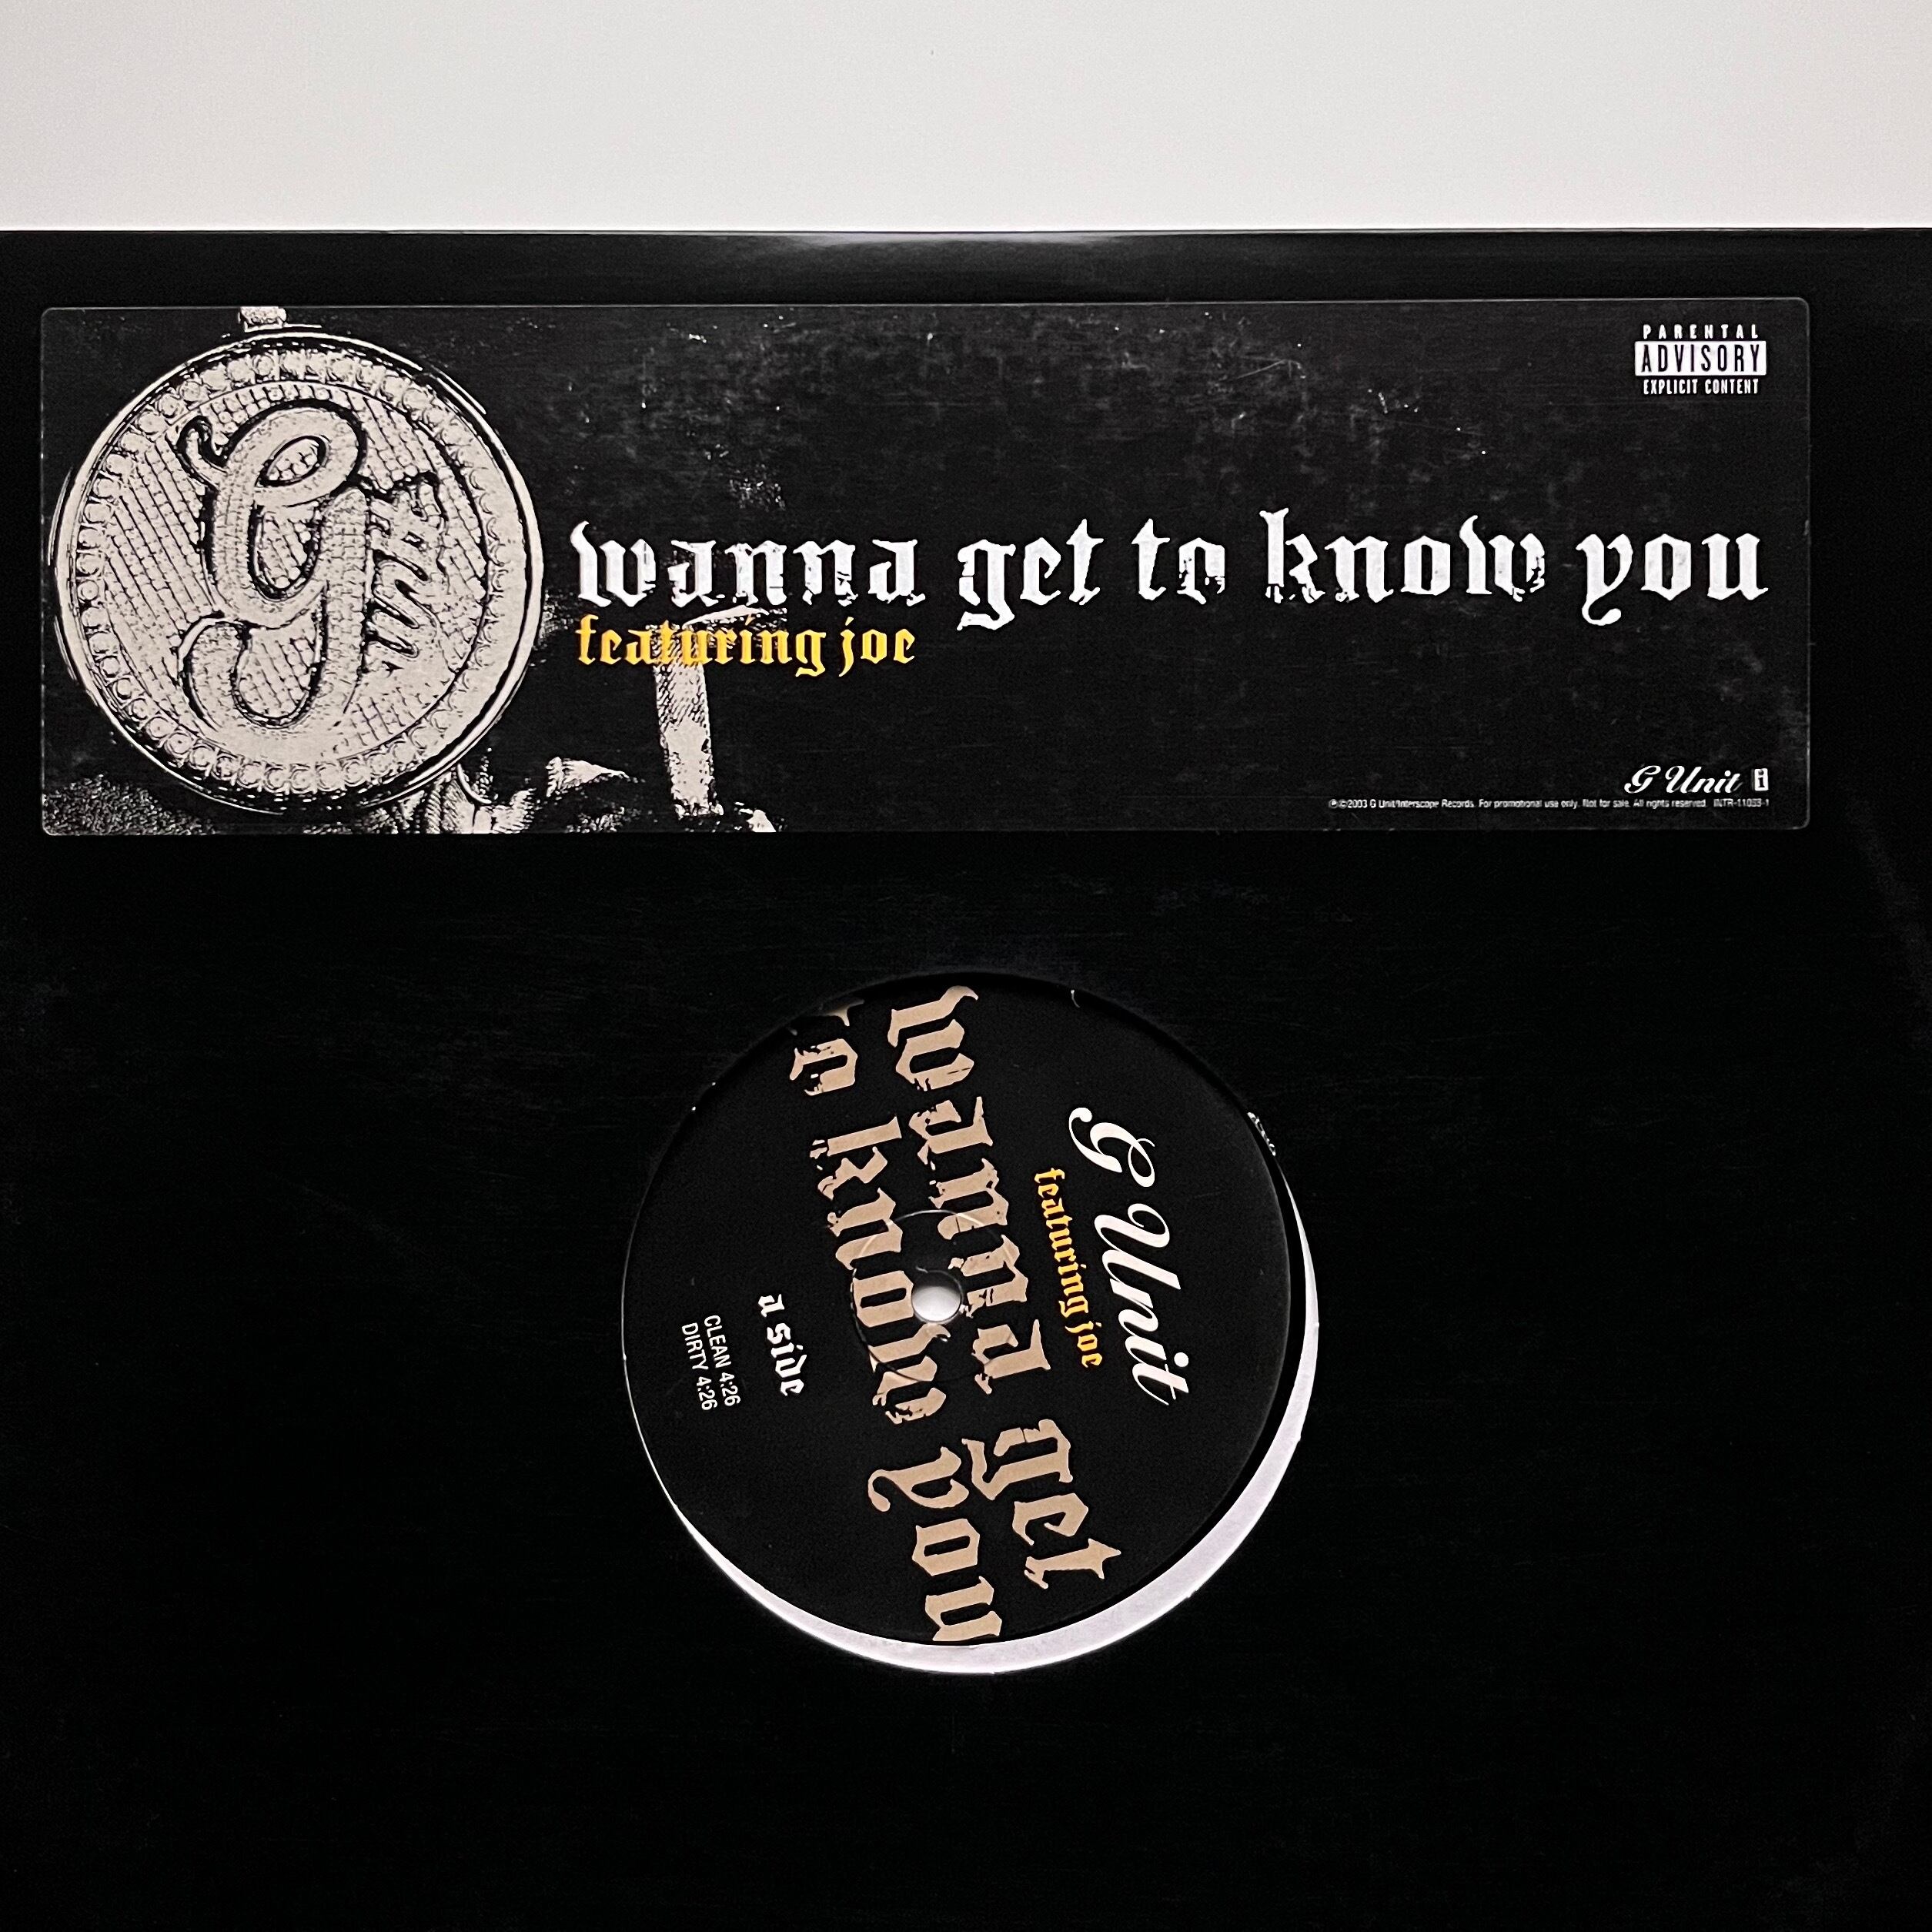 PARENTAL
ADVISORY
EXPLICIT CONTENT
G Unit
wanna get to know you
featuring joe
G Unit i
℗©2003 G Unit/Interscope Records. For promotional use only. Not for sale. All rights reserved. INTR-11033-1
G Unit
featuring joe
wanna get
to know you
a side
CLEAN 4:26
DIRTY 4:26